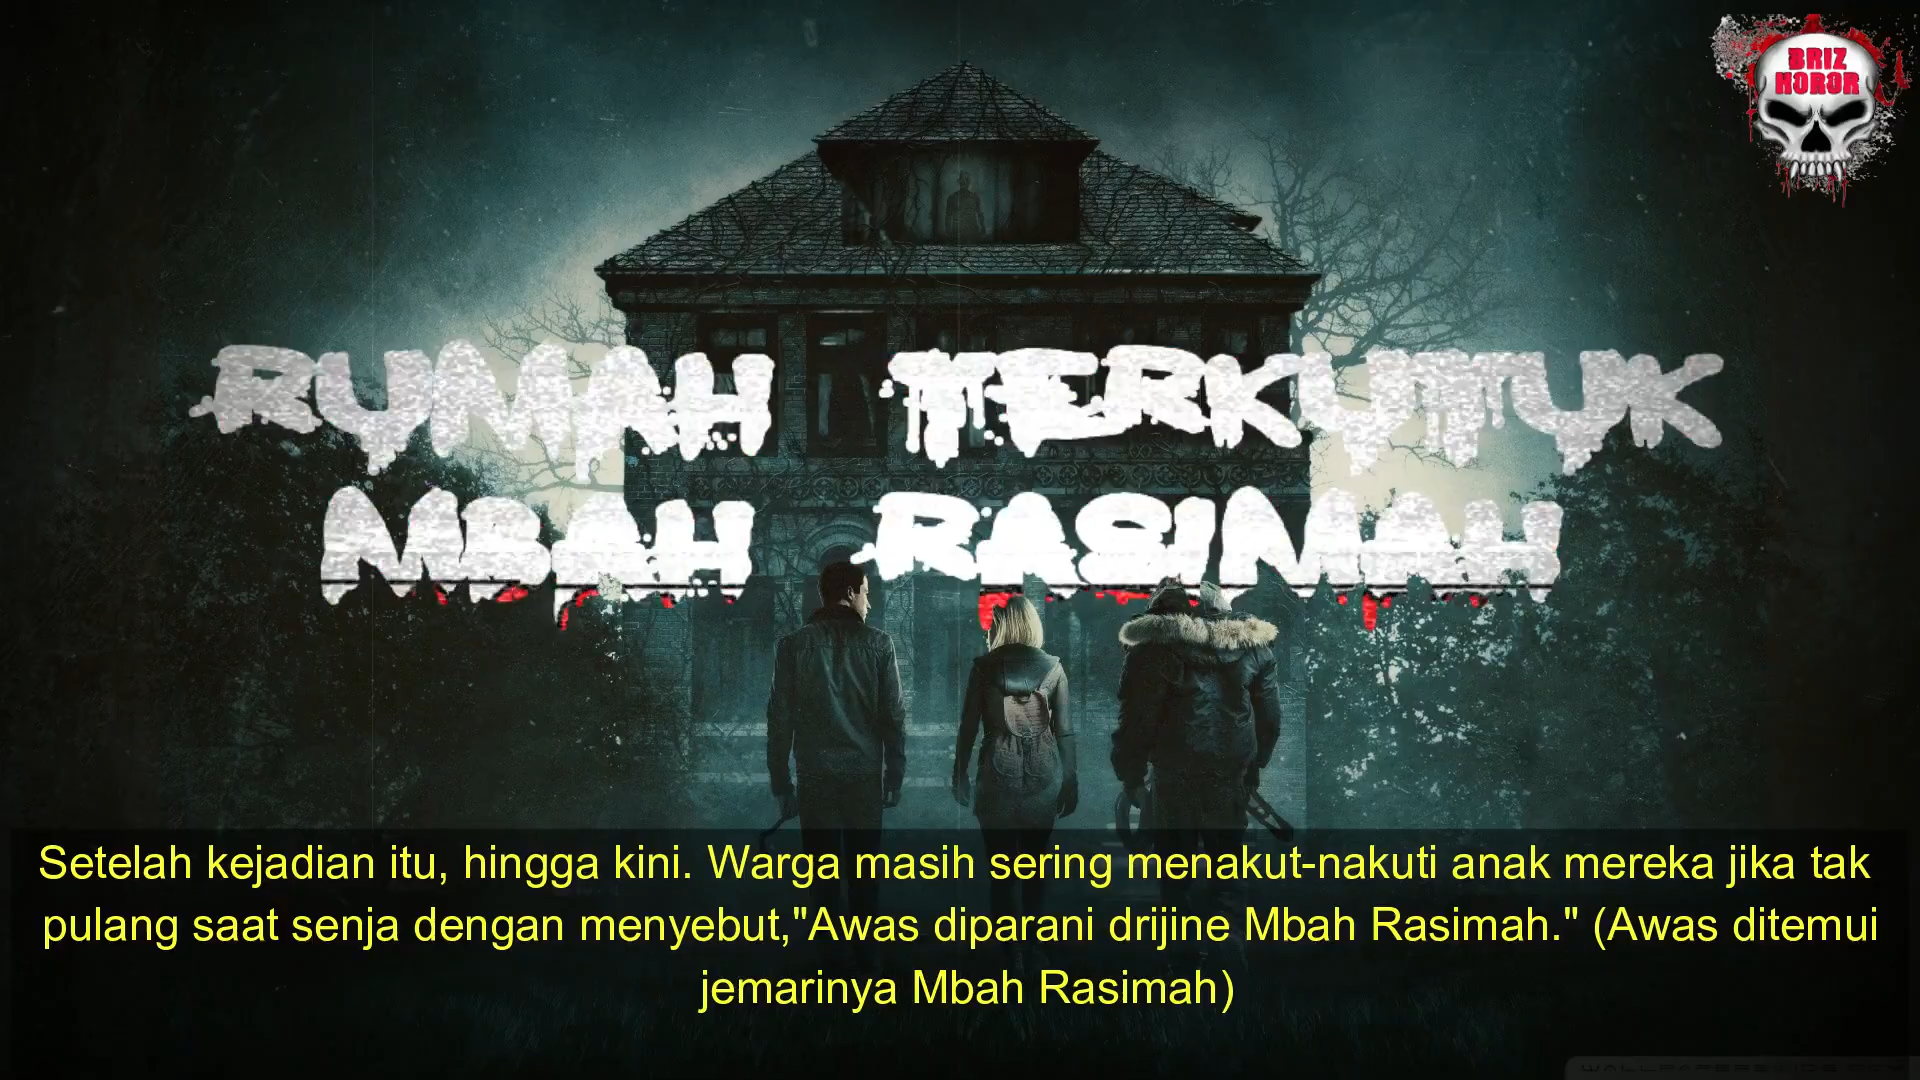 BRIZ
HOROR
RUMAH TERKUTUK
MBAH RASIMAH
Setelah kejadian itu, hingga kini. Warga masih sering menakut-nakuti anak mereka jika tak
pulang saat senja dengan menyebut,"Awas diparani drijine Mbah Rasimah." (Awas ditemui
jemarinya Mbah Rasimah)